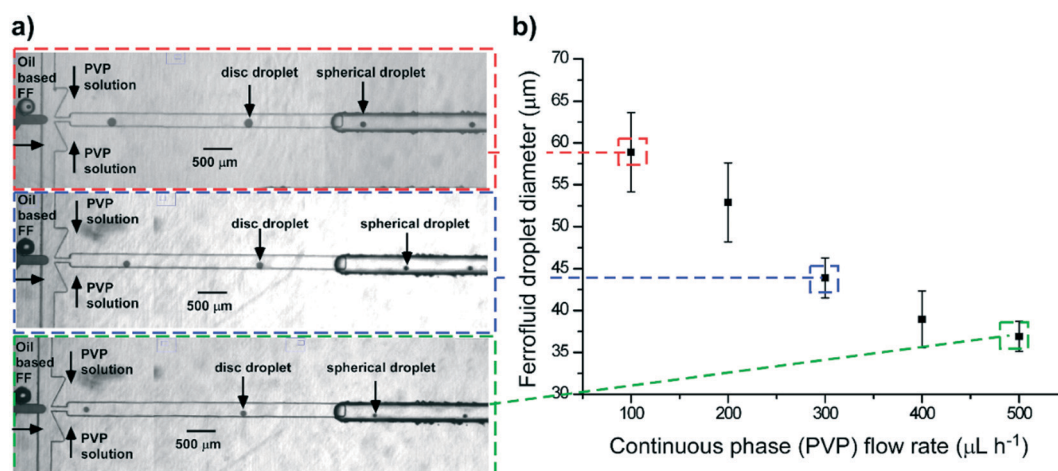 a)
Oil
based
FF
PVP
solution
disc droplet
spherical droplet
PVP
solution
500 μm
Oil
based
FF
PVP
solution
disc droplet
spherical droplet
PVP
solution
500 μm
Oil
based
FF
PVP
solution
disc droplet
spherical droplet
PVP
solution
500 μm
b)
Ferrofluid droplet diameter (μm)
70
65
60
55
50
45
40
35
30
100
200
300
400
500
Continuous phase (PVP) flow rate (μL h⁻¹)